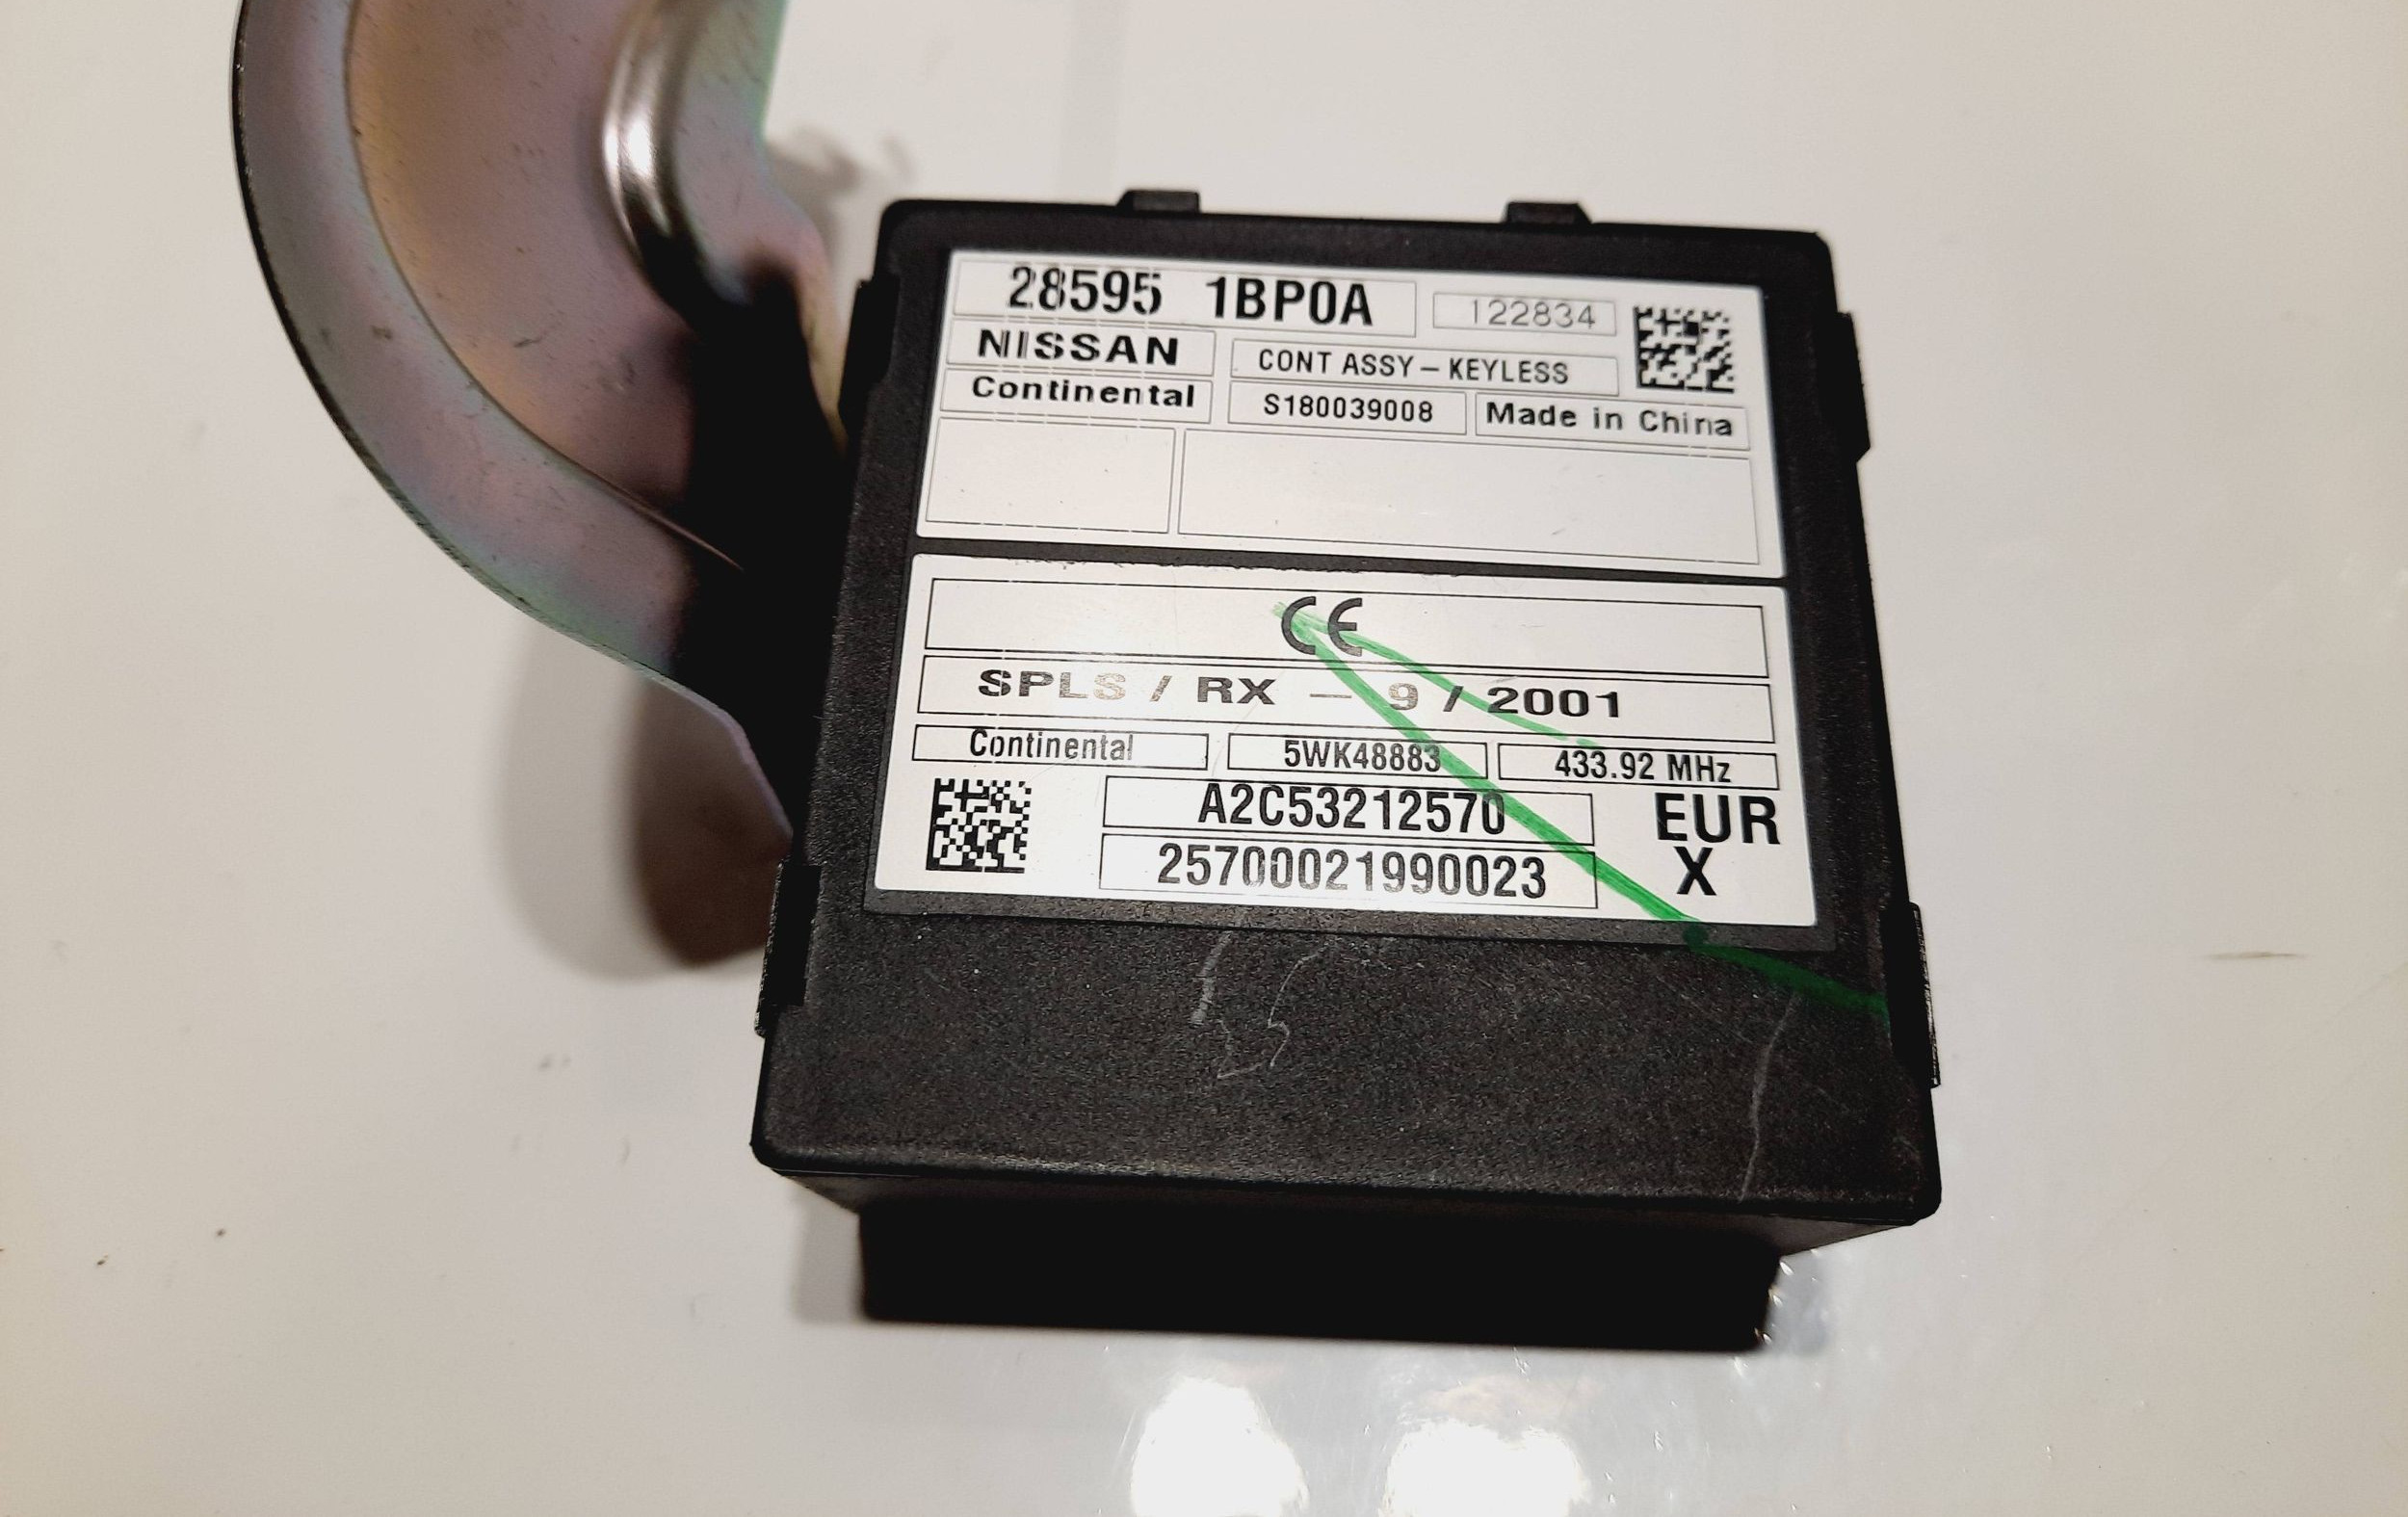 28595 1BP0A 122834
NISSAN CONT ASSY – KEYLESS
Continental S180039008 Made in China
CE
SPLS / RX – 9 / 2001
Continental 5WK48883 433.92 MHz
A2C53212570 EUR
25700021990023 X